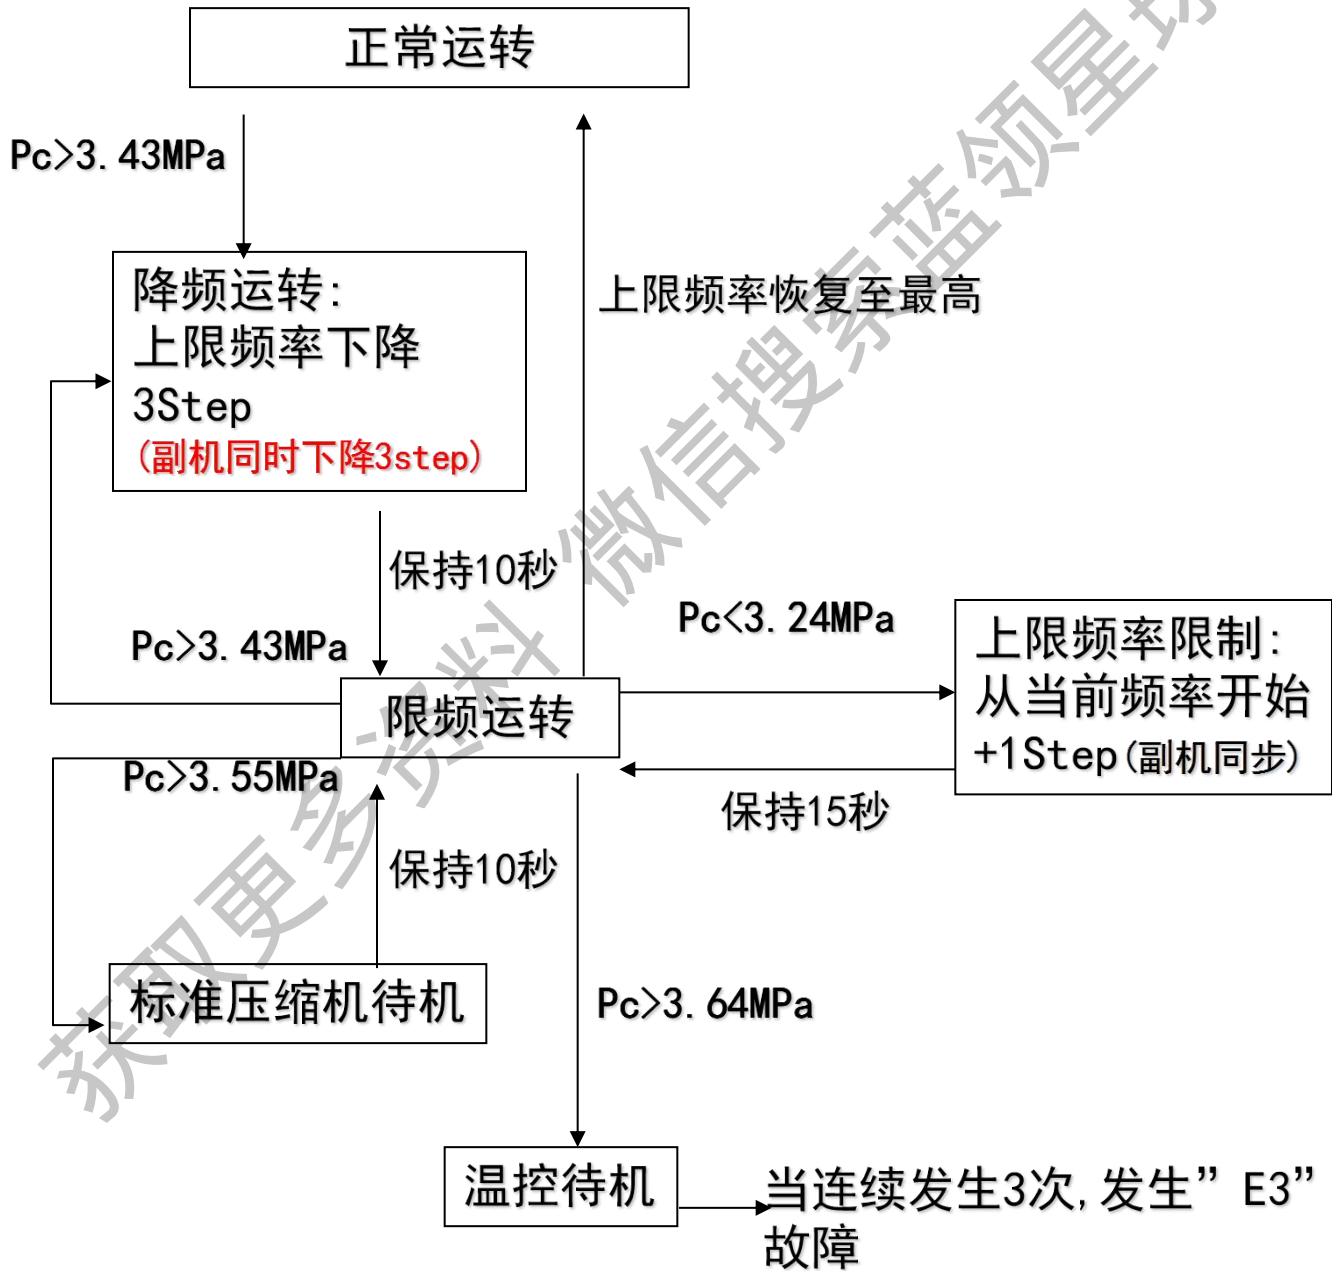 正常运转
Pc>3.43MPa
降频运转:
上限频率下降
3Step
(副机同时下降3step)
上限频率恢复至最高
保持10秒
Pc>3.43MPa
Pc<3.24MPa
限频运转
上限频率限制:
从当前频率开始
+1Step(副机同步)
Pc>3.55MPa
保持15秒
保持10秒
标准压缩机待机
Pc>3.64MPa
温控待机
当连续发生3次,发生”E3”
故障
获取更多资料 微信搜索蓝领星球